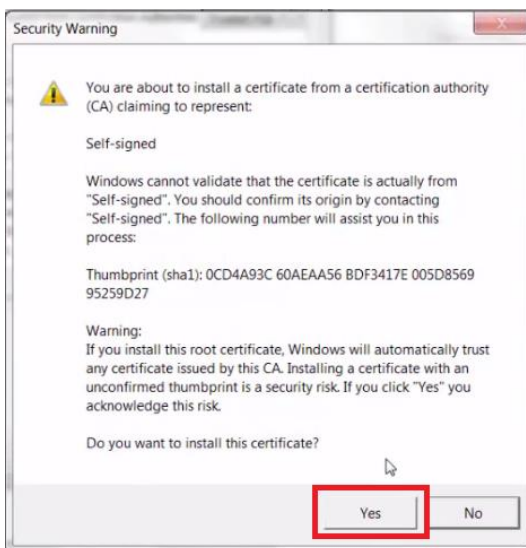 Security Warning
You are about to install a certificate from a certification authority
(CA) claiming to represent:
Self-signed
Windows cannot validate that the certificate is actually from
"Self-signed". You should confirm its origin by contacting
"Self-signed". The following number will assist you in this
process:
Thumbprint (sha1): 0CD4A93C 60AEAA56 BDF3417E 005D8569
95259D27
Warning:
If you install this root certificate, Windows will automatically trust
any certificate issued by this CA. Installing a certificate with an
unconfirmed thumbprint is a security risk. If you click "Yes" you
acknowledge this risk.
Do you want to install this certificate?
Yes No